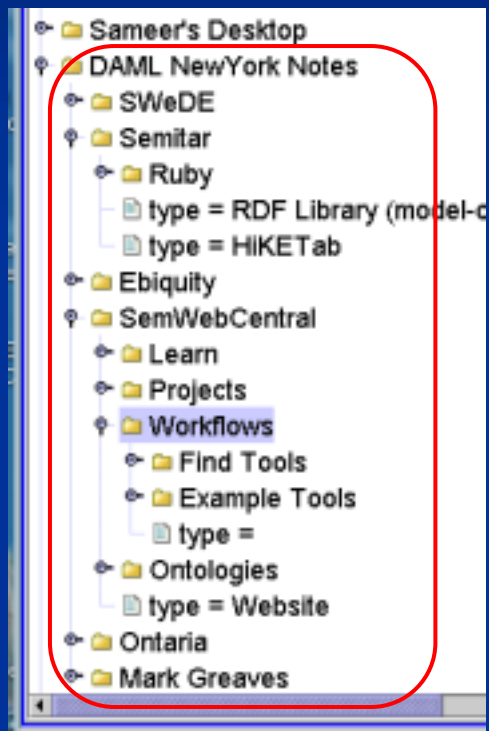 Sameer's Desktop
DAML NewYork Notes
SWeDE
Semitar
Ruby
type = RDF Library (model-c
type = HiKETab
Ebiquity
SemWebCentral
Learn
Projects
Workflows
Find Tools
Example Tools
type =
Ontologies
type = Website
Ontaria
Mark Greaves